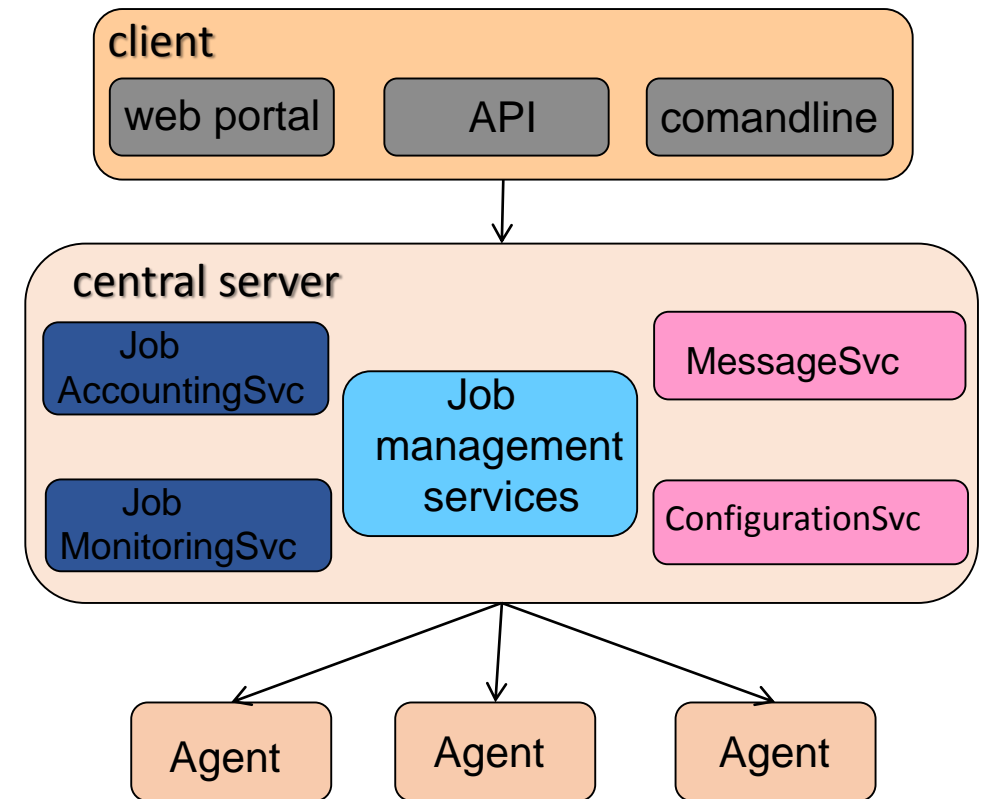 client
web portal
API
comandline
central server
Job
AccountingSvc
MessageSvc
Job
management
services
Job
MonitoringSvc
ConfigurationSvc
Agent
Agent
Agent